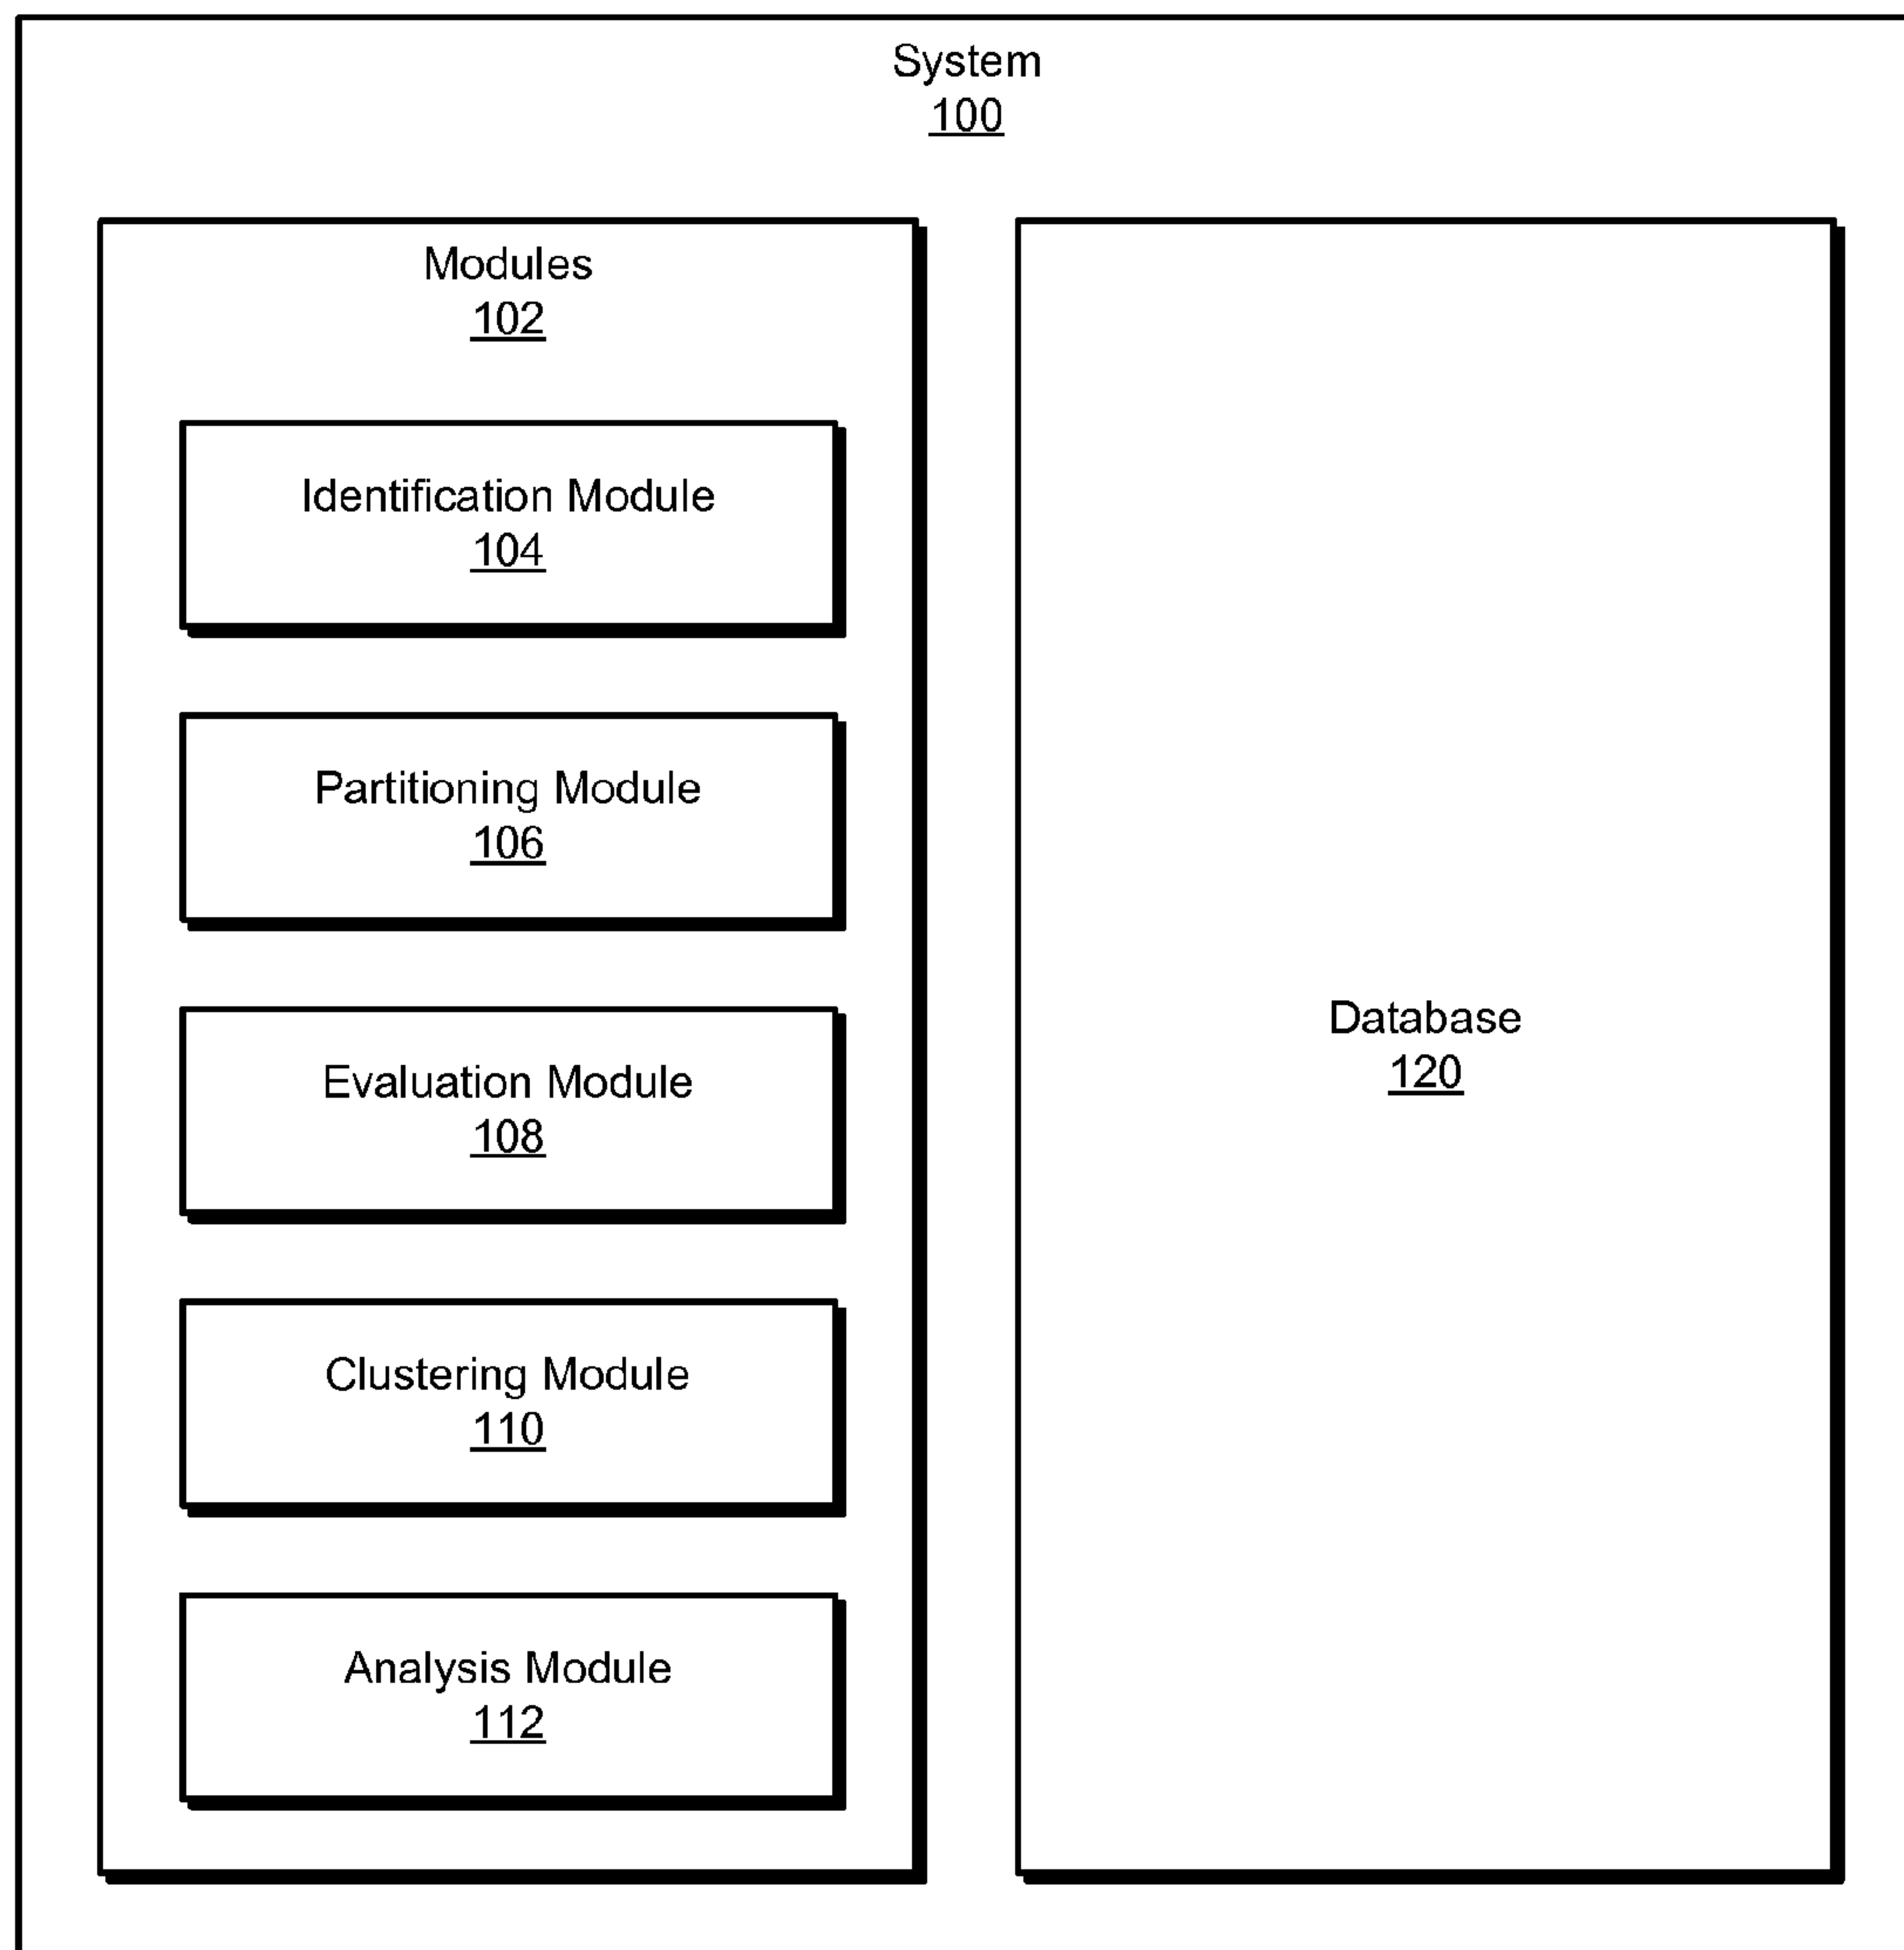 System
100
Modules
102
Identification Module
104
Partitioning Module
106
Evaluation Module
108
Clustering Module
110
Analysis Module
112
Database
120